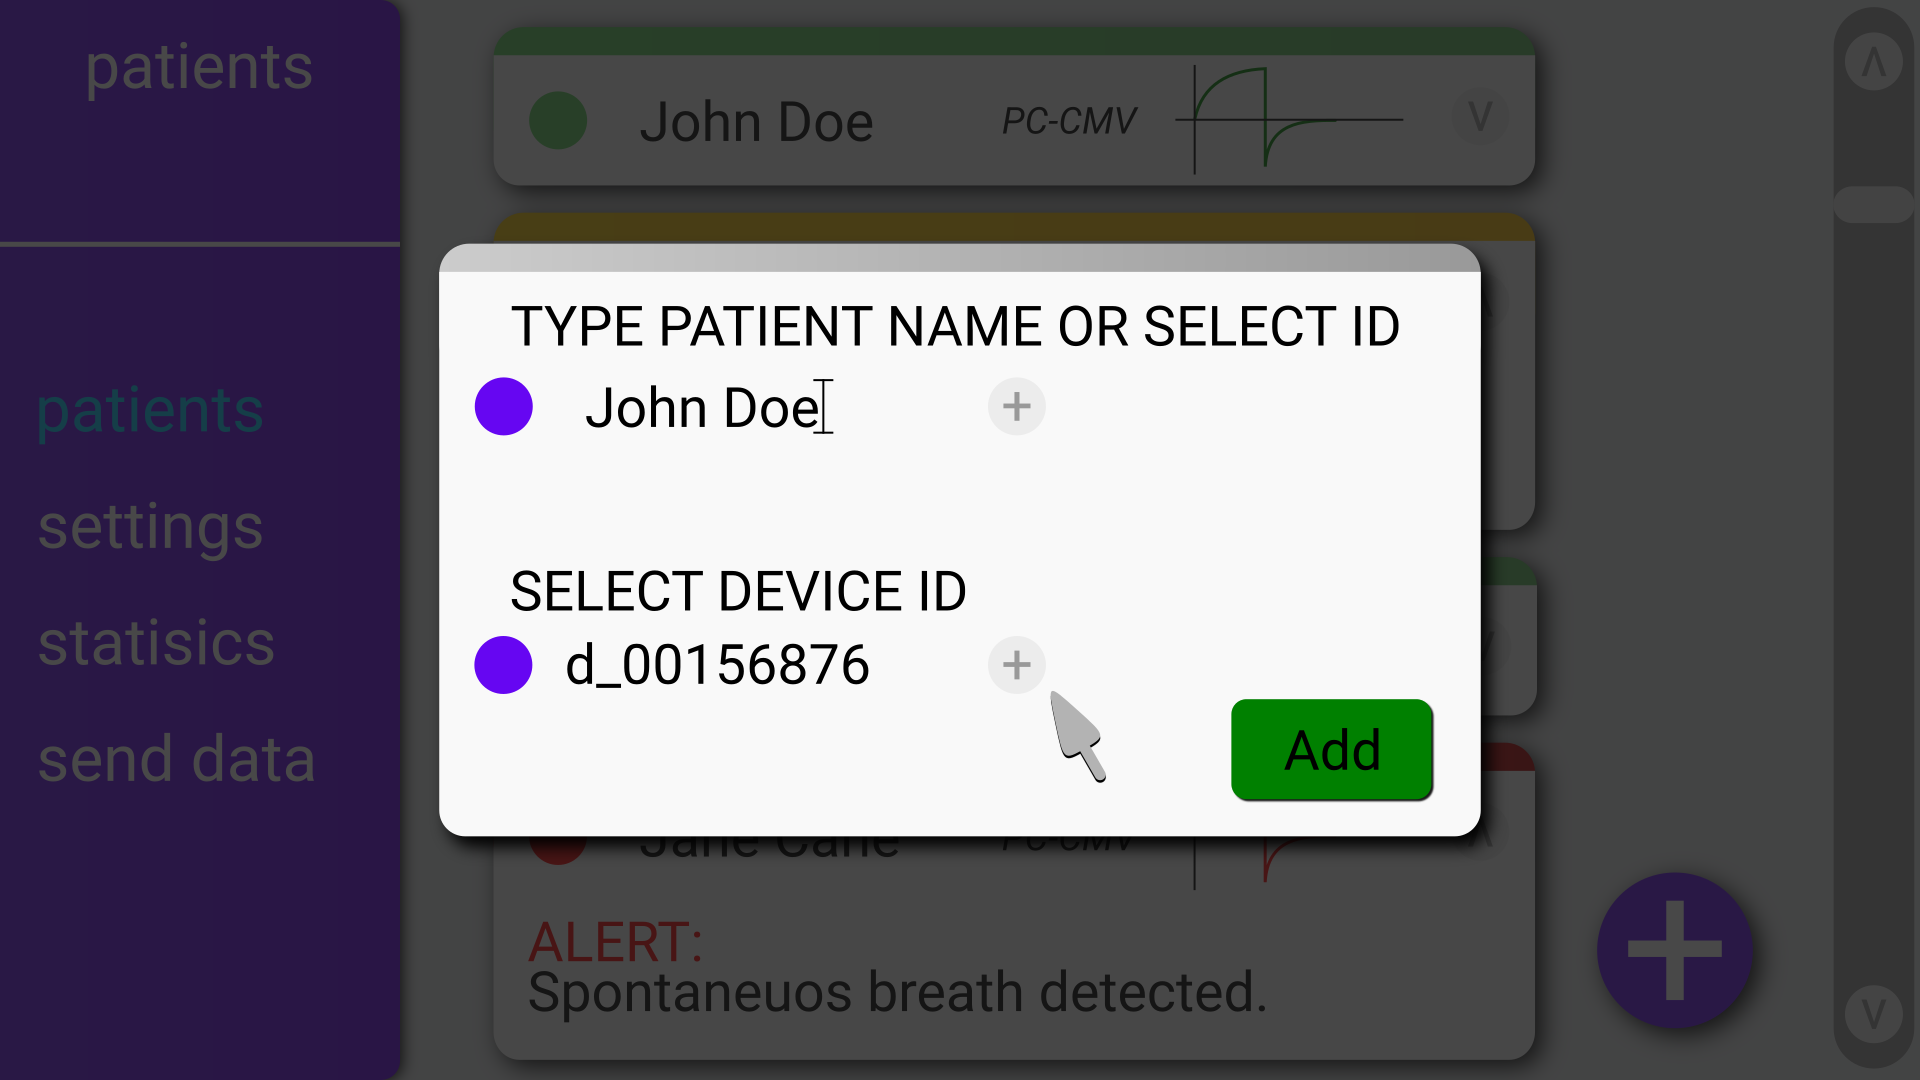 patients
patients
settings
statisics
send data
John Doe PC-CMV V
TYPE PATIENT NAME OR SELECT ID
John Doe +
SELECT DEVICE ID
d_00156876 +
Add
Jane Cane PC-CMV
ALERT:
Spontaneuos breath detected.